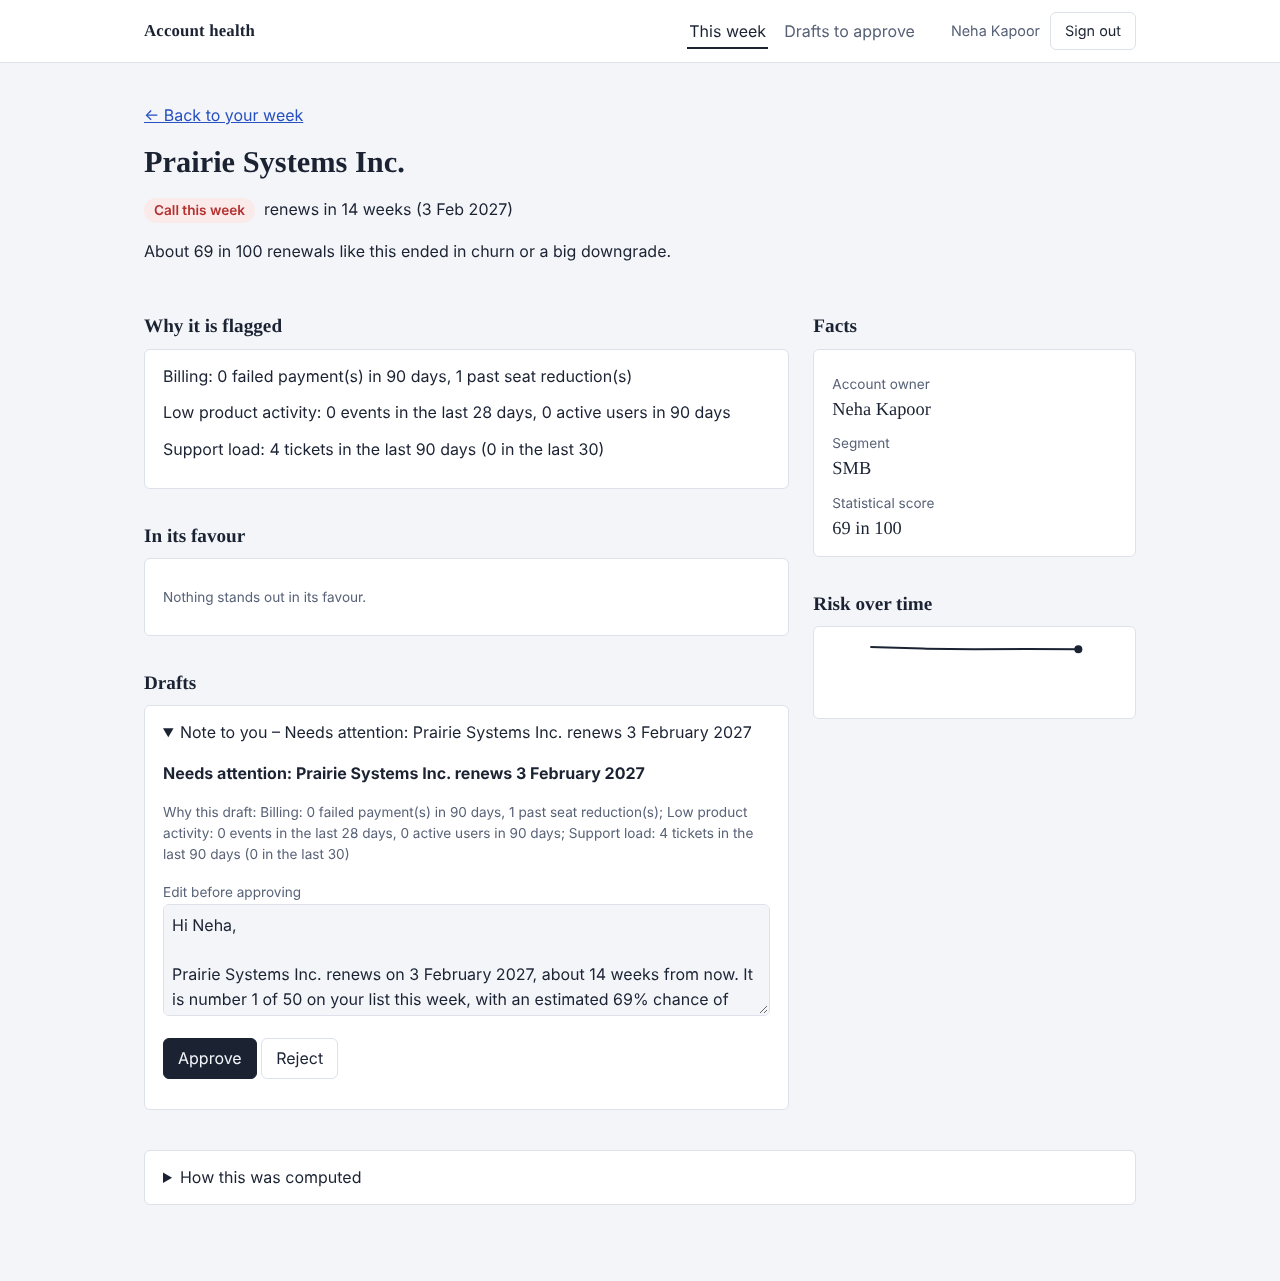 Account health
This week
Drafts to approve
Neha Kapoor
Sign out
← Back to your week
Prairie Systems Inc.
Call this week
renews in 14 weeks (3 Feb 2027)
About 69 in 100 renewals like this ended in churn or a big downgrade.
Why it is flagged
Billing: 0 failed payment(s) in 90 days, 1 past seat reduction(s)
Low product activity: 0 events in the last 28 days, 0 active users in 90 days
Support load: 4 tickets in the last 90 days (0 in the last 30)
In its favour
Nothing stands out in its favour.
Drafts
Note to you – Needs attention: Prairie Systems Inc. renews 3 February 2027
Needs attention: Prairie Systems Inc. renews 3 February 2027
Why this draft: Billing: 0 failed payment(s) in 90 days, 1 past seat reduction(s); Low product
activity: 0 events in the last 28 days, 0 active users in 90 days; Support load: 4 tickets in the
last 90 days (0 in the last 30)
Edit before approving
Hi Neha,
Prairie Systems Inc. renews on 3 February 2027, about 14 weeks from now. It
is number 1 of 50 on your list this week, with an estimated 69% chance of
Approve
Reject
Facts
Account owner
Neha Kapoor
Segment
SMB
Statistical score
69 in 100
Risk over time
How this was computed